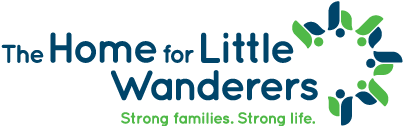 The Home for Little
Wanderers
Strong families. Strong life.